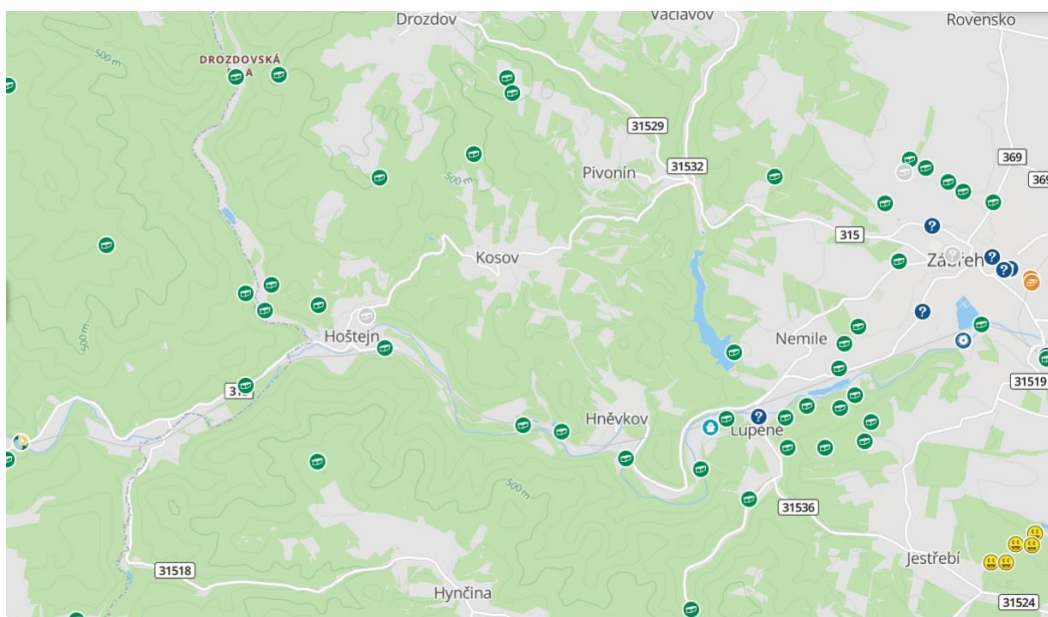 Drozdov
Václavov
Rovensko
500 m
DROZDOVSKÁ
31529
369
31532
Pivonín
500 m
315
Kosov
Zábřeh
500 m
Hoštejn
Nemile
31519
Hněvkov
Lupěné
500 m
31536
Jestřebí
31518
Hynčina
31524